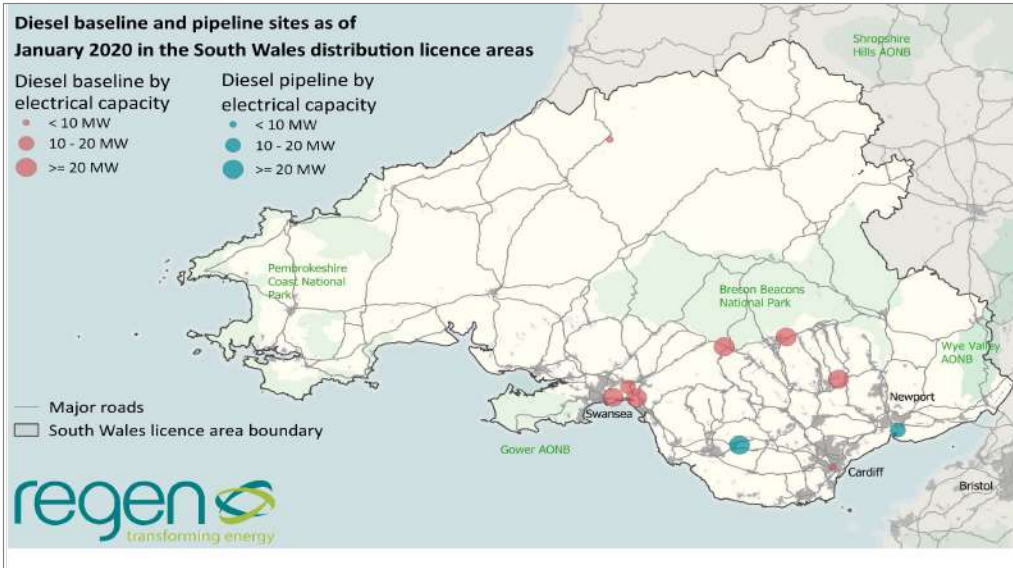 Diesel baseline and pipeline sites as of
January 2020 in the South Wales distribution licence areas
Diesel baseline by
electrical capacity
< 10 MW
10 - 20 MW
>= 20 MW
Diesel pipeline by
electrical capacity
< 10 MW
10 - 20 MW
>= 20 MW
Shropshire
Hills AONB
Pembrokeshire
Coast National
Park
Brecon Beacons
National Park
Wye Valley
AONB
Newport
Swansea
Gower AONB
Cardiff
Bristol
Major roads
South Wales licence area boundary
regen
transforming energy